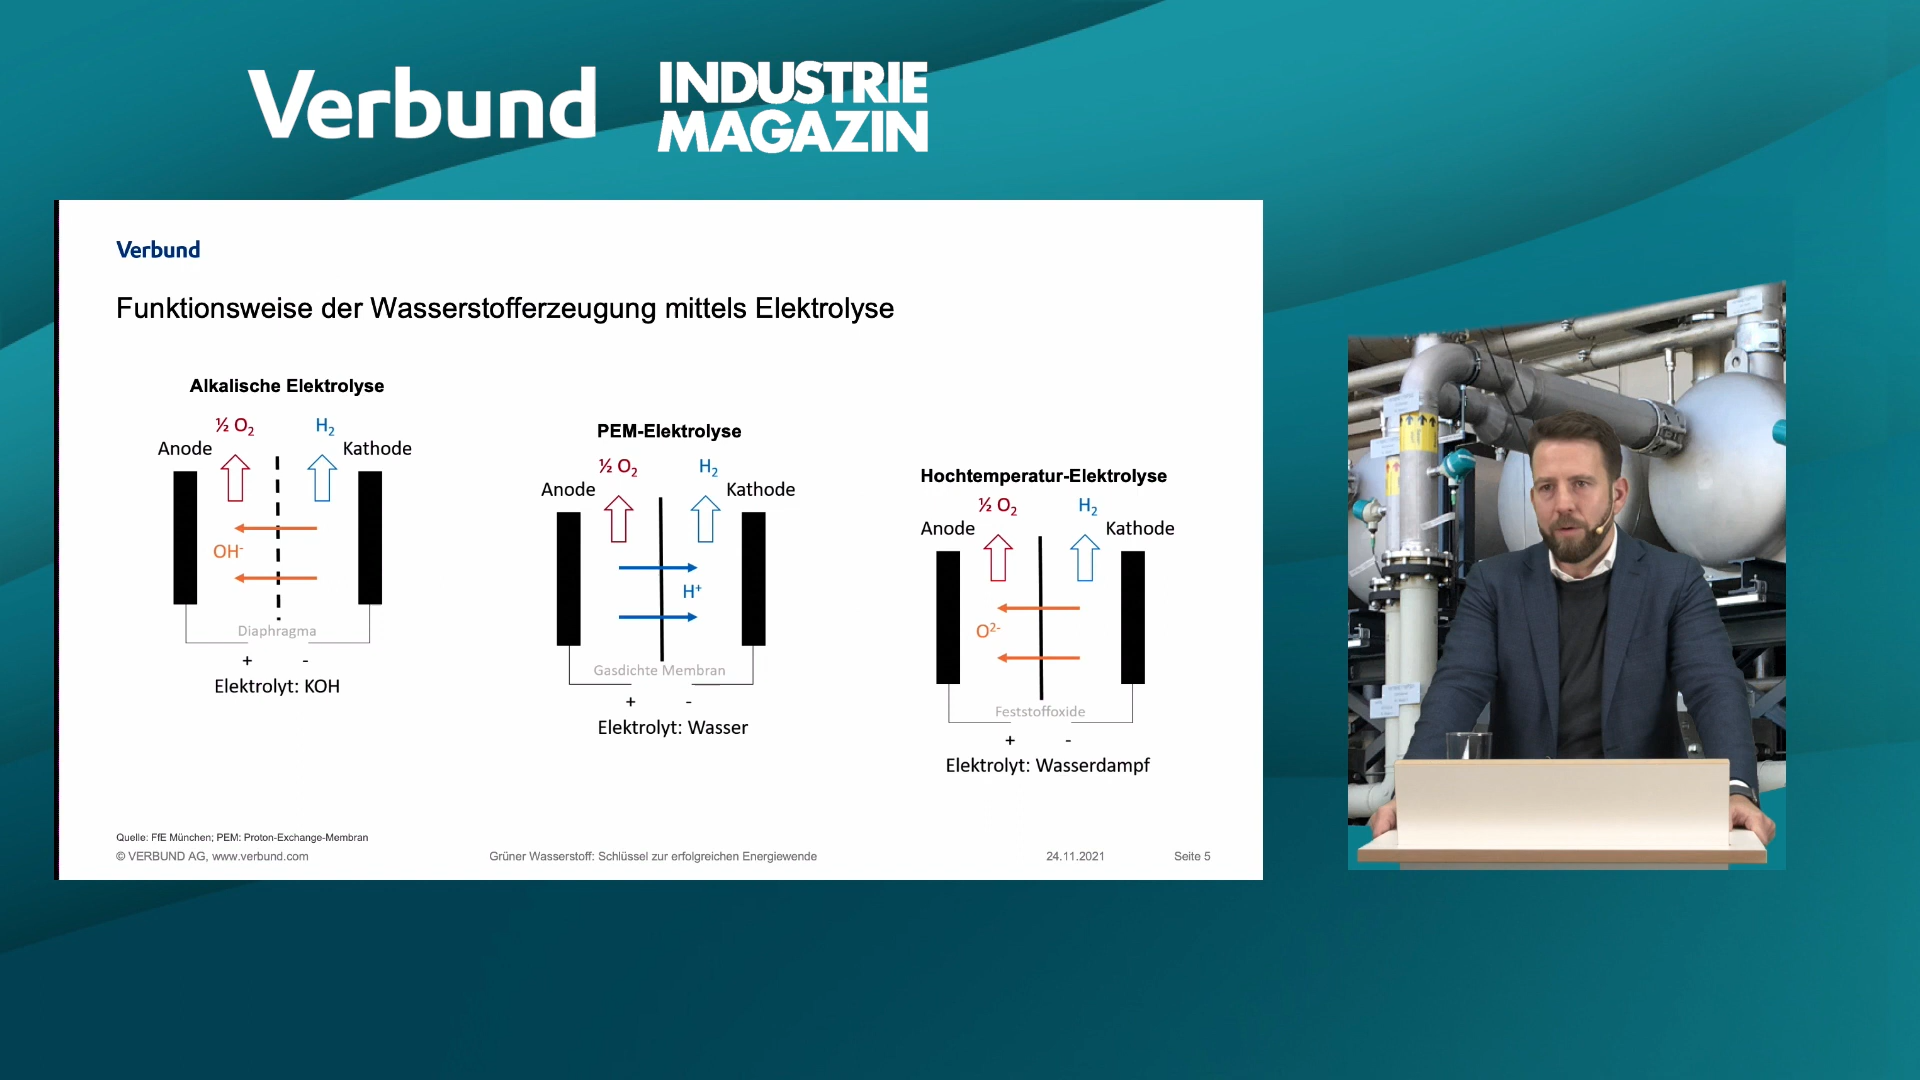 Verbund
INDUSTRIE
MAGAZIN
Verbund
Funktionsweise der Wasserstofferzeugung mittels Elektrolyse
Alkalische Elektrolyse
½ O₂
H₂
Anode
Kathode
OH⁻
Diaphragma
+ -
Elektrolyt: KOH
PEM-Elektrolyse
½ O₂
H₂
Anode
Kathode
H⁺
Gasdichte Membran
+ -
Elektrolyt: Wasser
Hochtemperatur-Elektrolyse
½ O₂
H₂
Anode
Kathode
O²⁻
Feststoffoxide
+ -
Elektrolyt: Wasserdampf
Quelle: FfE München; PEM: Proton-Exchange-Membran
© VERBUND AG, www.verbund.com
Grüner Wasserstoff: Schlüssel zur erfolgreichen Energiewende
24.11.2021
Seite 5